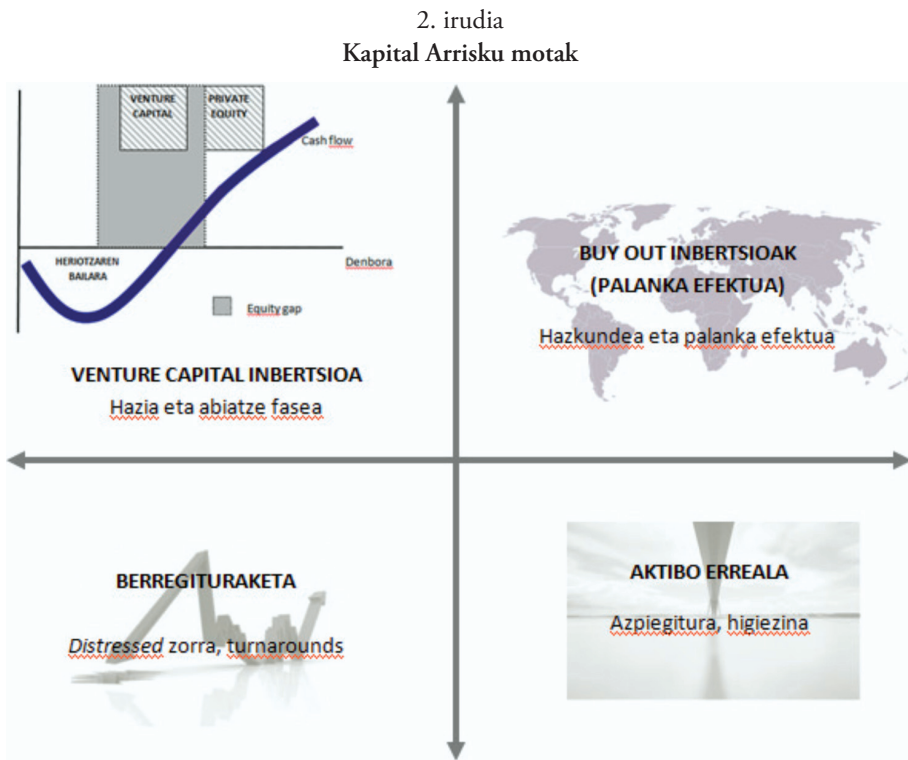 2. irudia
Kapital Arrisku motak
VENTURE
CAPITAL
PRIVATE
EQUITY
Cash flow
HERIOTZAREN
BAILARA
Denbora
Equity gap
VENTURE CAPITAL INBERTSIOA
Hazia eta abiatze fasea
BUY OUT INBERTSIOAK
(PALANKA EFEKTUA)
Hazkundea eta palanka efektua
BERREGITURAKETA
Distressed zorra, turnarounds
AKTIBO ERREALA
Azpiegitura, higiezina